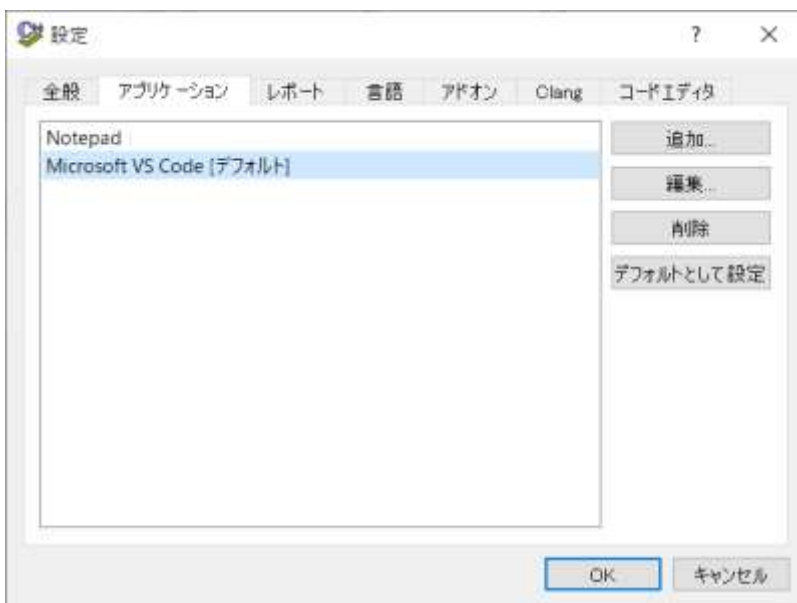 設定
全般 アプリケーション レポート 言語 アドオン Clang コードエディタ
Notepad
Microsoft VS Code [デフォルト]
追加...
編集...
削除
デフォルトとして設定
OK キャンセル